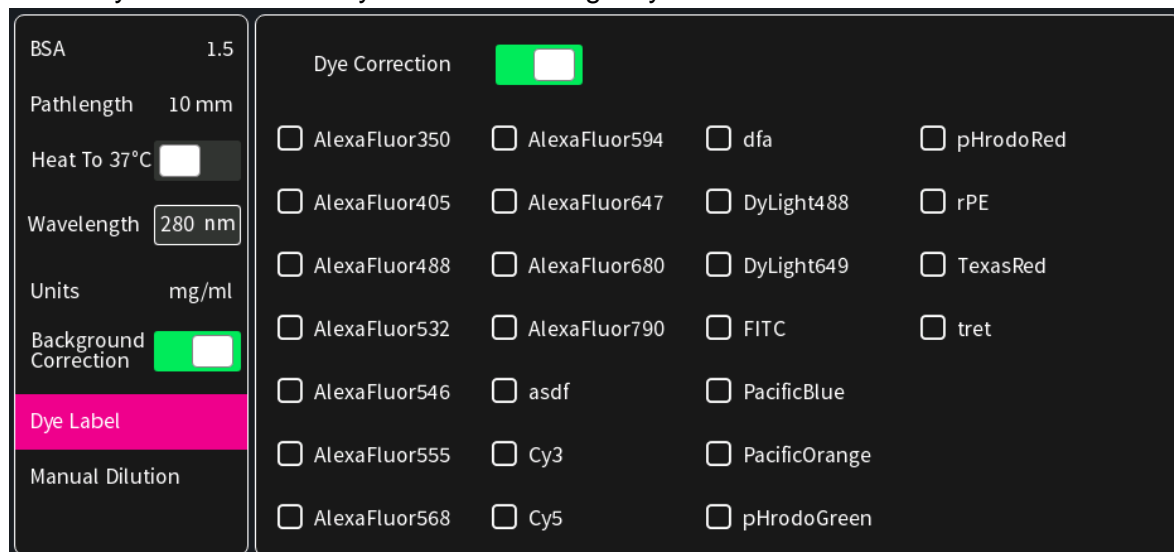 BSA 1.5
Pathlength 10 mm
Heat To 37°C
Wavelength 280 nm
Units mg/ml
Background
Correction
Dye Label
Manual Dilution
Dye Correction
AlexaFluor350 AlexaFluor594 dfa pHrodoRed
AlexaFluor405 AlexaFluor647 DyLight488 rPE
AlexaFluor488 AlexaFluor680 DyLight649 TexasRed
AlexaFluor532 AlexaFluor790 FITC tret
AlexaFluor546 asdf PacificBlue
AlexaFluor555 Cy3 PacificOrange
AlexaFluor568 Cy5 pHrodoGreen